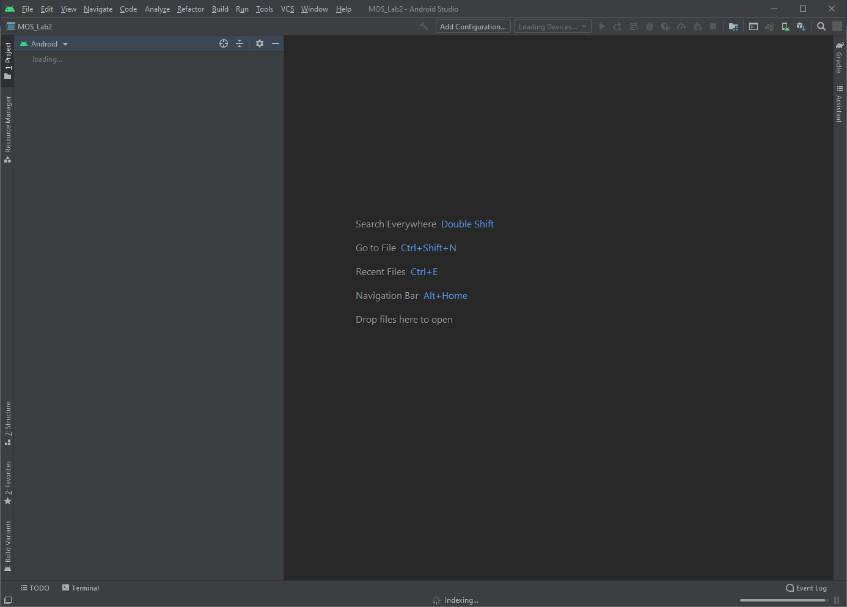 File Edit View Navigate Code Analyze Refactor Build Run Tools VCS Window Help MOS_Lab2 - Android Studio
MOS_Lab2 Add Configuration... Loading Devices...
Android
loading...
1: Project
Resource Manager
Gradle
Assistant
Search Everywhere Double Shift
Go to File Ctrl+Shift+N
Recent Files Ctrl+E
Navigation Bar Alt+Home
Drop files here to open
7: Structure
2: Favorites
Build Variants
TODO Terminal Event Log
Indexing...